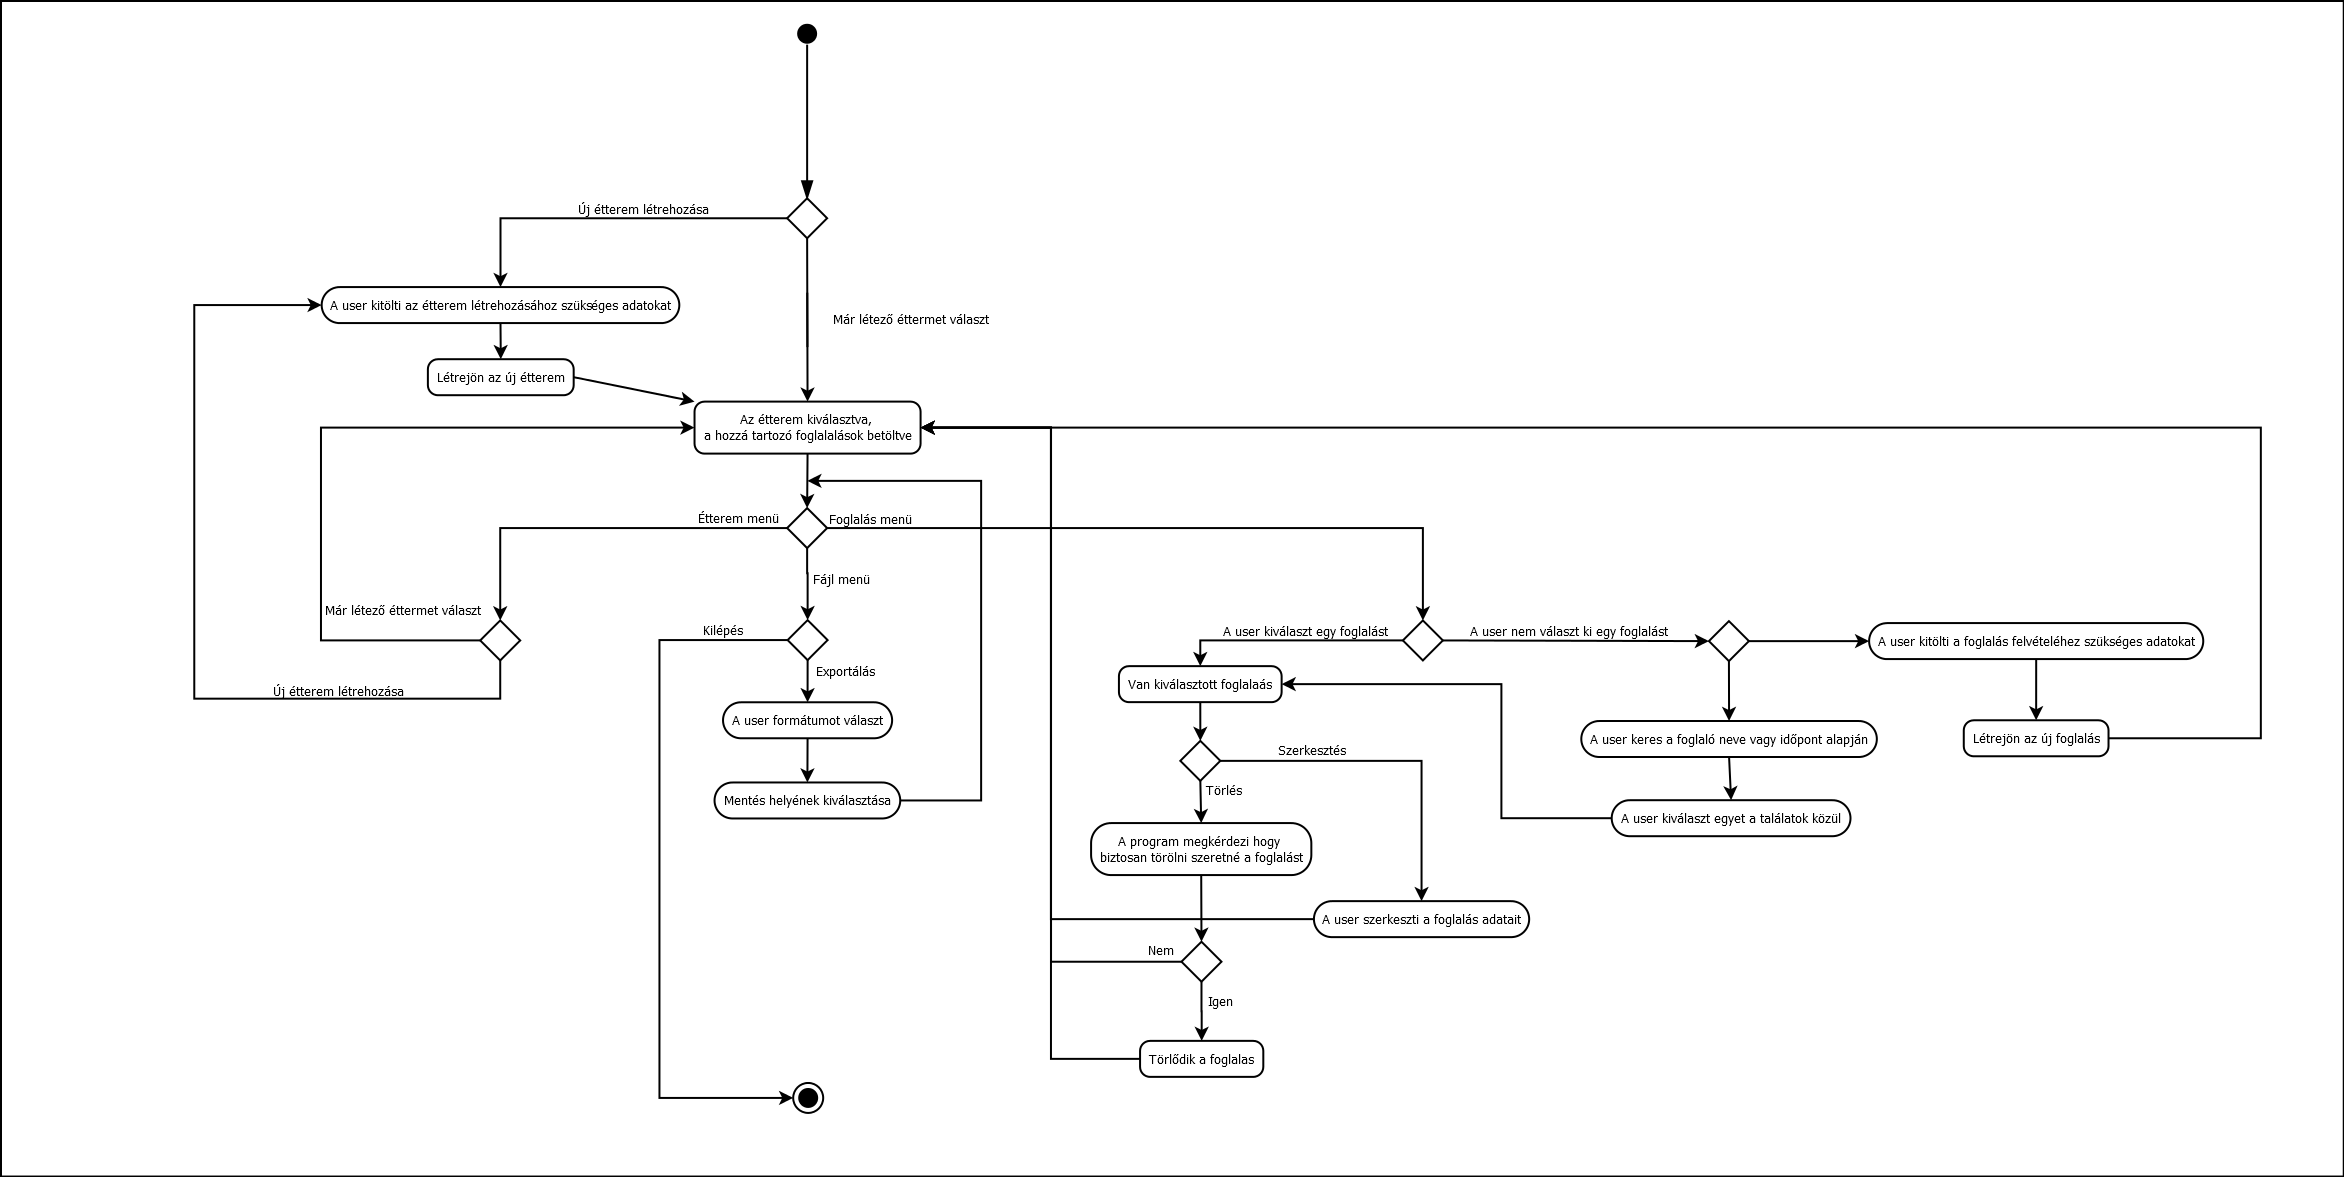 Új étterem létrehozása
A user kitölti az étterem létrehozásához szükséges adatokat
Már létező éttermet választ
Létrejön az új étterem
Az étterem kiválasztva,
a hozzá tartozó foglalalások betöltve
Étterem menü
Foglalás menü
Fájl menü
Már létező éttermet választ
Kilépés
A user kiválaszt egy foglalást
A user nem választ ki egy foglalást
A user kitölti a foglalás felvételéhez szükséges adatokat
Exportálás
Van kiválasztott foglalaás
Új étterem létrehozása
A user formátumot választ
A user keres a foglaló neve vagy időpont alapján
Létrejön az új foglalás
Szerkesztés
Törlés
Mentés helyének kiválasztása
A user kiválaszt egyet a találatok közül
A program megkérdezi hogy
biztosan törölni szeretné a foglalást
A user szerkeszti a foglalás adatait
Nem
Igen
Törlődik a foglalas